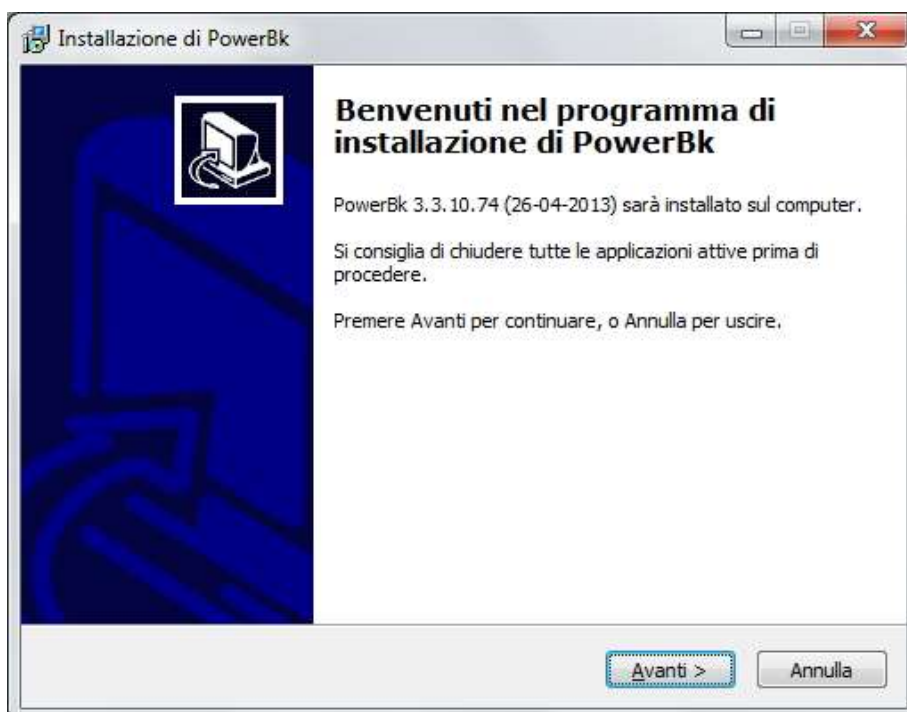 Installazione di PowerBk
Benvenuti nel programma di
installazione di PowerBk
PowerBk 3.3.10.74 (26-04-2013) sarà installato sul computer.
Si consiglia di chiudere tutte le applicazioni attive prima di
procedere.
Premere Avanti per continuare, o Annulla per uscire.
Avanti >
Annulla